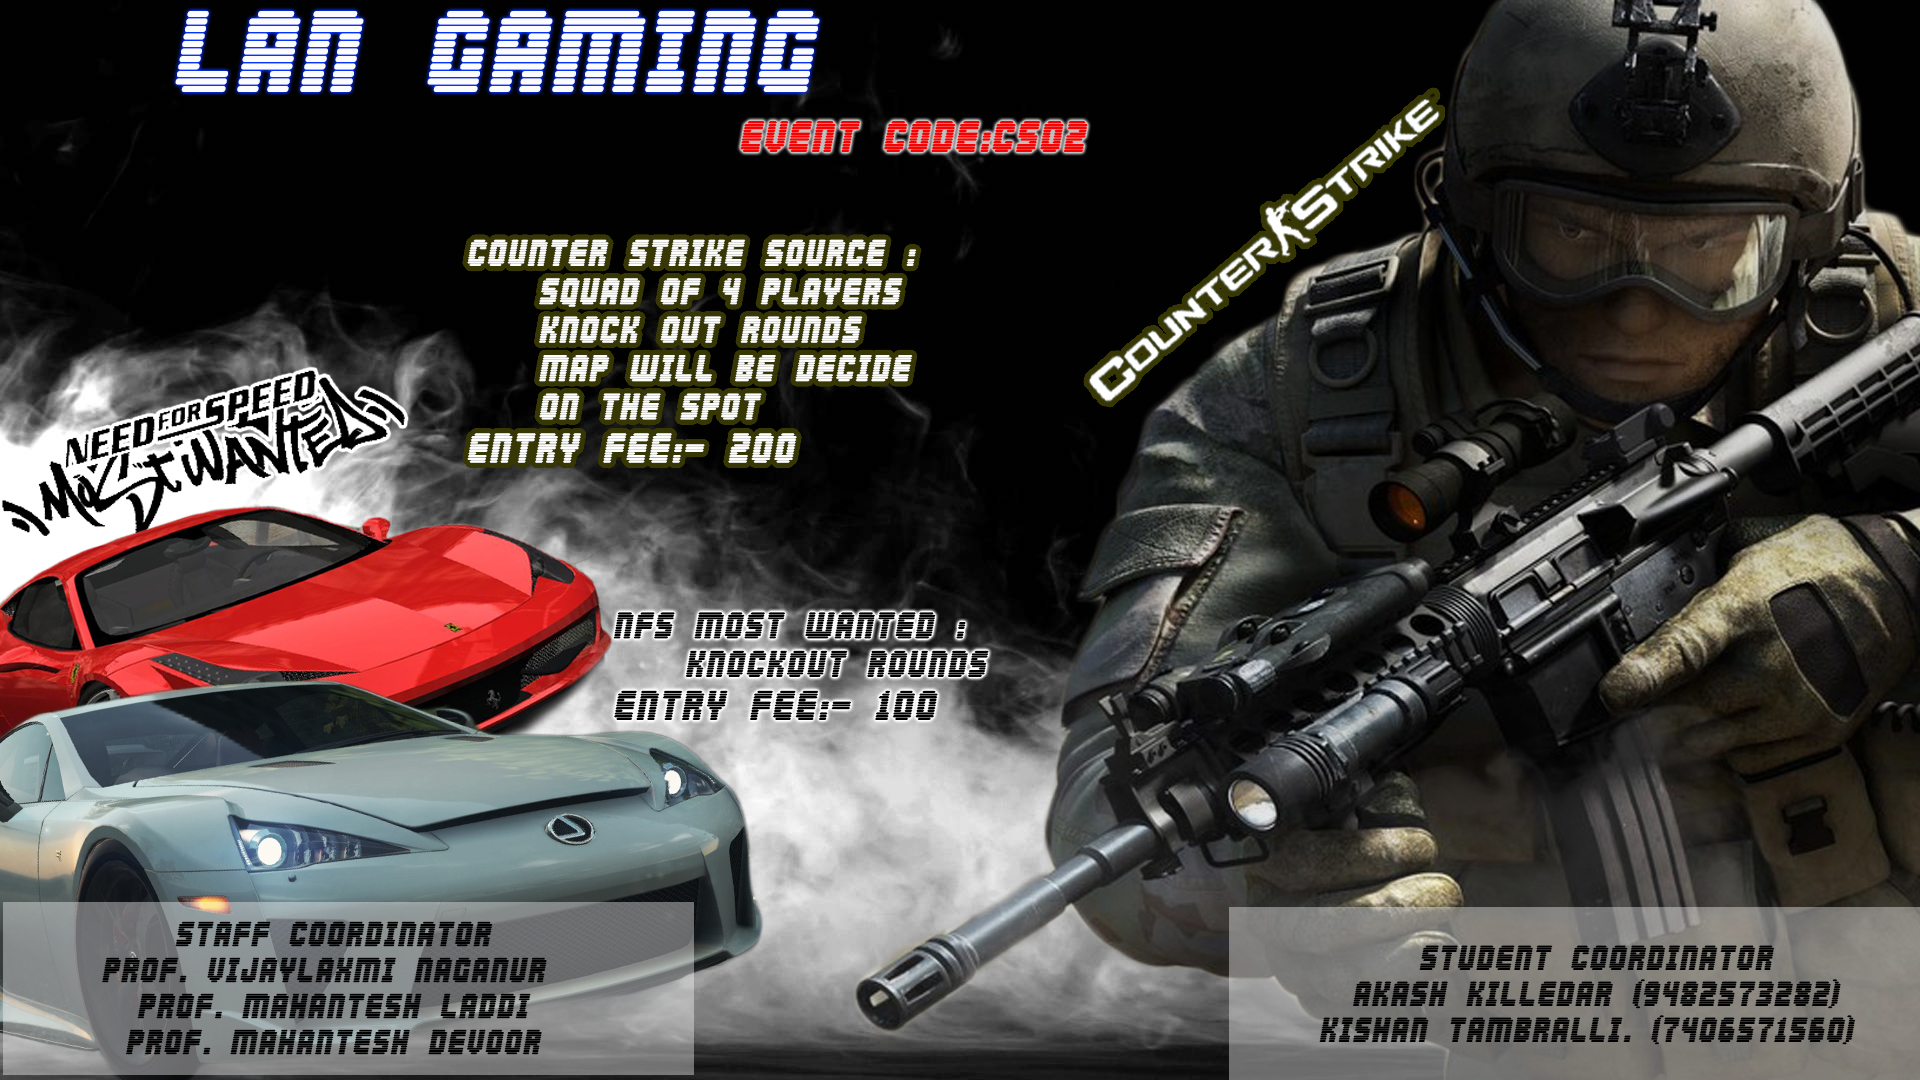 LAN GAMING
EVENT CODE:CS02
COUNTER STRIKE
COUNTER STRIKE SOURCE :
SQUAD OF 4 PLAYERS
KNOCK OUT ROUNDS
MAP WILL BE DECIDE
ON THE SPOT
ENTRY FEE:- 200
NEED FOR SPEED
MOST WANTED
NFS MOST WANTED :
KNOCKOUT ROUNDS
ENTRY FEE:- 100
STAFF COORDINATOR
PROF. VIJAYLAXMI NAGANUR
PROF. MAHANTESH LADDI
PROF. MAHANTESH DEVOOR
STUDENT COORDINATOR
AKASH KILLEDAR (9482573282)
KISHAN TAMBRALLI. (7406571560)